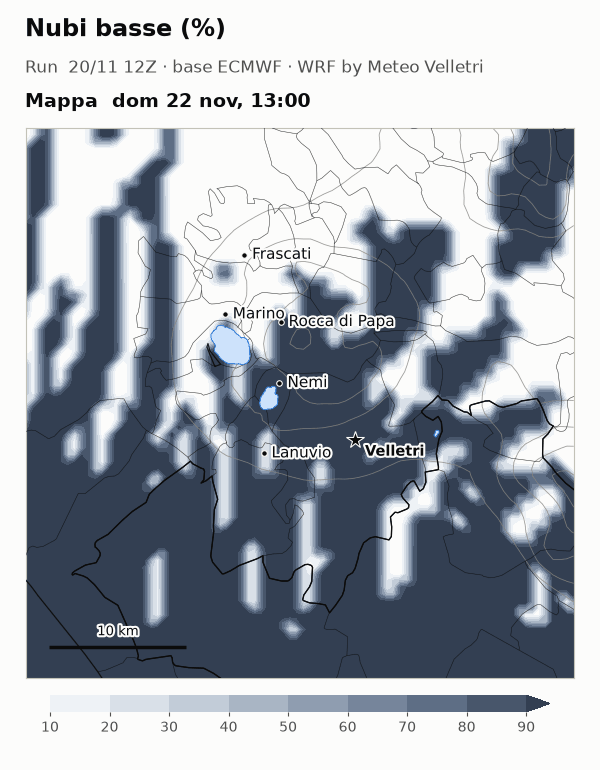 Nubi basse (%)
Run  20/11 12Z · base ECMWF · WRF by Meteo Velletri
Mappa  dom 22 nov, 13:00
Frascati
Marino
Rocca di Papa
Nemi
Velletri
Lanuvio
10 km
10 20 30 40 50 60 70 80 90